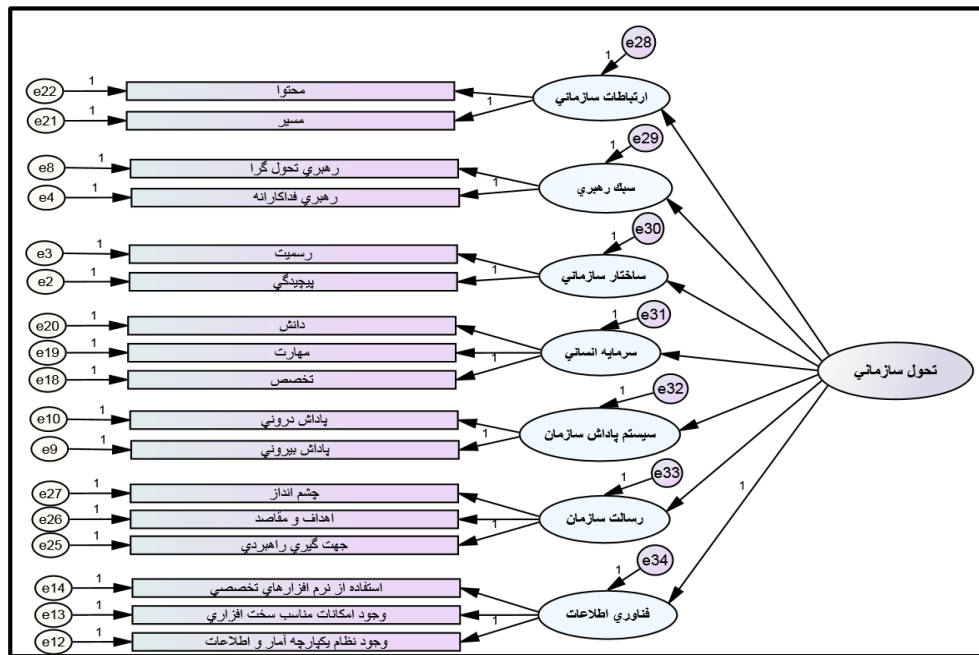 e28
1
ارتباطات سازماني
1
e22
1
محتوا
e21
1
مسير
e29
1
سبك رهبري
1
e8
1
رهبري تحول گرا
e4
1
رهبري فداكارانه
e30
1
ساختار سازماني
1
e3
1
رسميت
e2
1
پيچيدگي
e31
1
سرمايه انساني
1
e20
1
دانش
e19
1
مهارت
e18
1
تخصص
تحول سازماني
e32
1
سيستم پاداش سازمان
1
e10
1
پاداش دروني
e9
1
پاداش بيروني
e33
1
رسالت سازمان
1
1
e27
1
چشم انداز
e26
1
اهداف و مقاصد
e25
1
جهت گيري راهبردي
e34
1
فناوري اطلاعات
1
e14
1
استفاده از نرم افزارهاي تخصصي
e13
1
وجود امكانات مناسب سخت افزاري
e12
1
وجود نظام يكپارچه آمار و اطلاعات